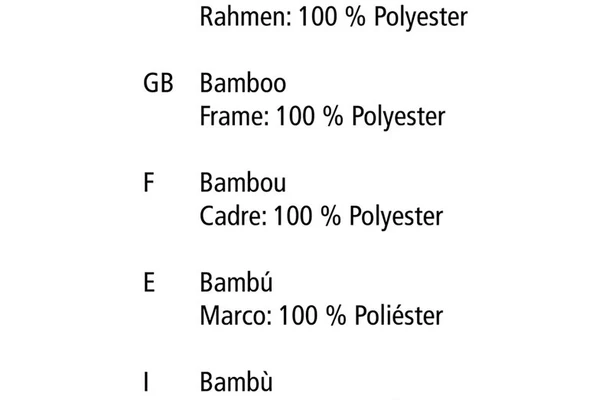 Rahmen: 100 % Polyester
GB Bamboo
Frame: 100 % Polyester
F Bambou
Cadre: 100 % Polyester
E Bambú
Marco: 100 % Poliéster
I Bambù